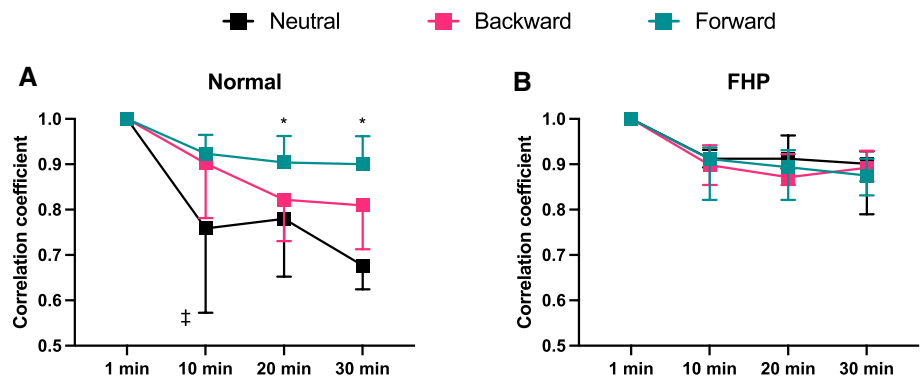 Neutral Backward Forward
A B
Normal FHP
Correlation coefficient
1.0
0.9
0.8
0.7
0.6
0.5
* *
‡
1 min 10 min 20 min 30 min
Correlation coefficient
1.0
0.9
0.8
0.7
0.6
0.5
1 min 10 min 20 min 30 min